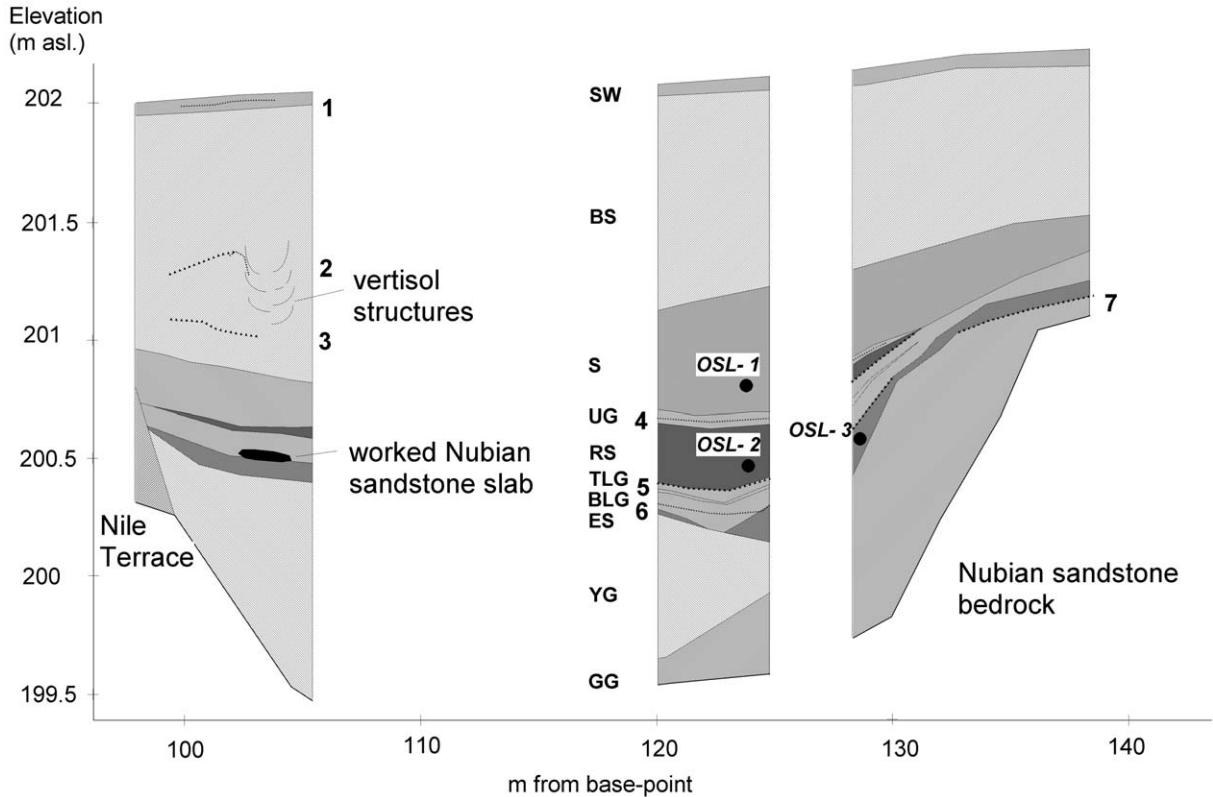 Elevation
(m asl.)
202
201.5
201
200.5
200
199.5
1
2
vertisol
structures
3
worked Nubian
sandstone slab
Nile
Terrace
SW
BS
S
UG
RS
TLG
BLG
ES
YG
GG
OSL- 1
4
OSL- 2
5
6
OSL- 3
7
Nubian sandstone
bedrock
100
110
120
130
140
m from base-point